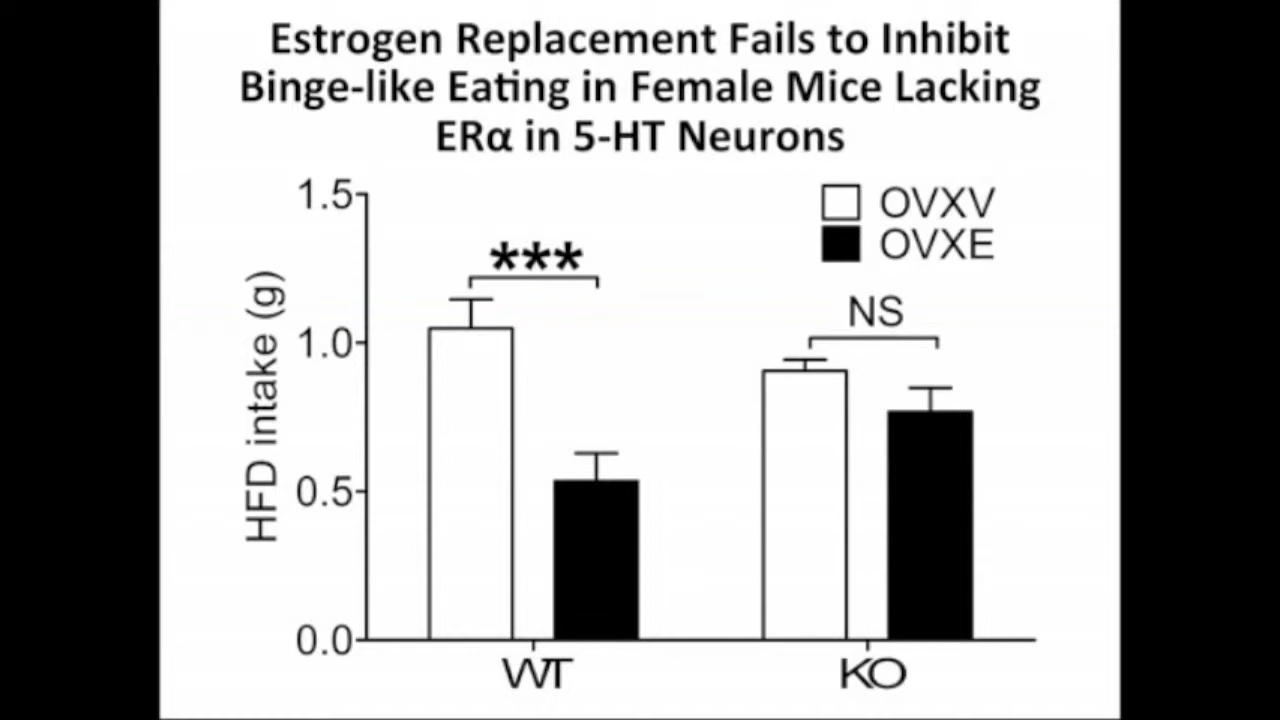 Estrogen Replacement Fails to Inhibit
Binge-like Eating in Female Mice Lacking
ERα in 5-HT Neurons
1.5
OVXV
OVXE
***
NS
1.0
HFD intake (g)
0.5
0.0
WT
KO